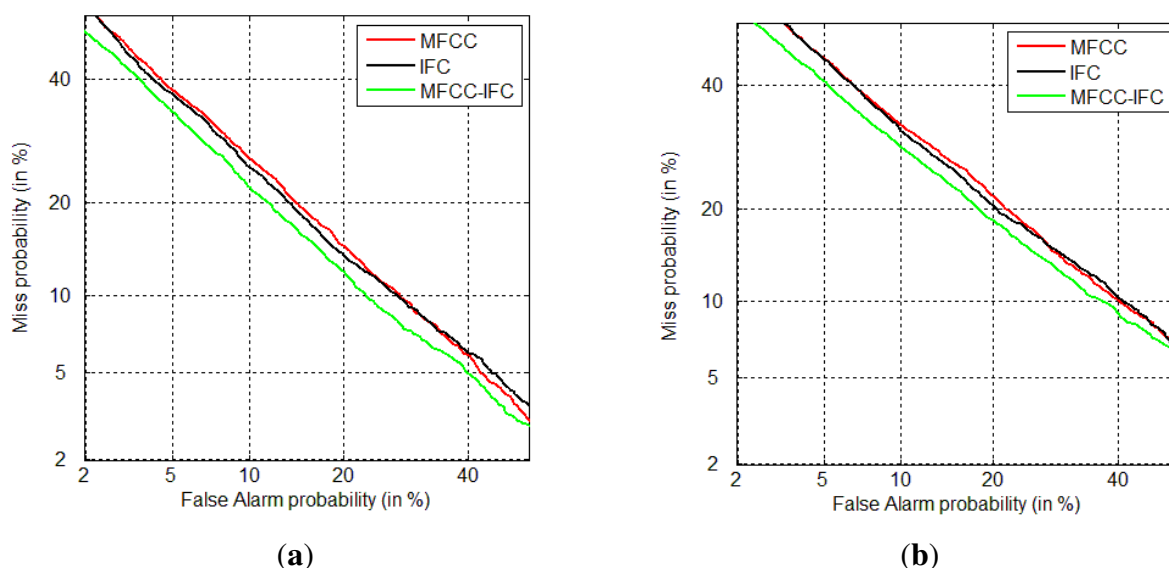 MFCC
IFC
MFCC-IFC
40
20
10
5
2
Miss probability (in %)
2 5 10 20 40
False Alarm probability (in %)
(a)
MFCC
IFC
MFCC-IFC
40
20
10
5
2
Miss probability (in %)
2 5 10 20 40
False Alarm probability (in %)
(b)